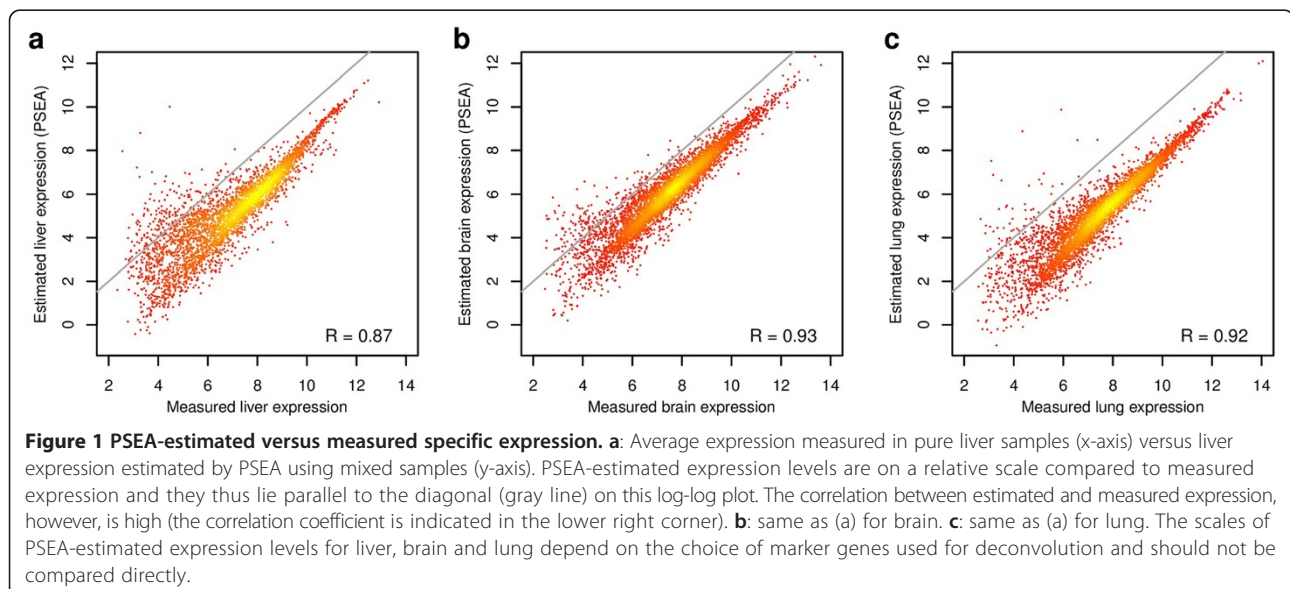 a
Estimated liver expression (PSEA)
12
10
8
6
4
2
0
R = 0.87
2 4 6 8 10 12 14
Measured liver expression
b
Estimated brain expression (PSEA)
12
10
8
6
4
2
0
R = 0.93
2 4 6 8 10 12 14
Measured brain expression
c
Estimated lung expression (PSEA)
12
10
8
6
4
2
0
R = 0.92
2 4 6 8 10 12 14
Measured lung expression
Figure 1 PSEA-estimated versus measured specific expression. a: Average expression measured in pure liver samples (x-axis) versus liver
expression estimated by PSEA using mixed samples (y-axis). PSEA-estimated expression levels are on a relative scale compared to measured
expression and they thus lie parallel to the diagonal (gray line) on this log-log plot. The correlation between estimated and measured expression,
however, is high (the correlation coefficient is indicated in the lower right corner). b: same as (a) for brain. c: same as (a) for lung. The scales of
PSEA-estimated expression levels for liver, brain and lung depend on the choice of marker genes used for deconvolution and should not be
compared directly.